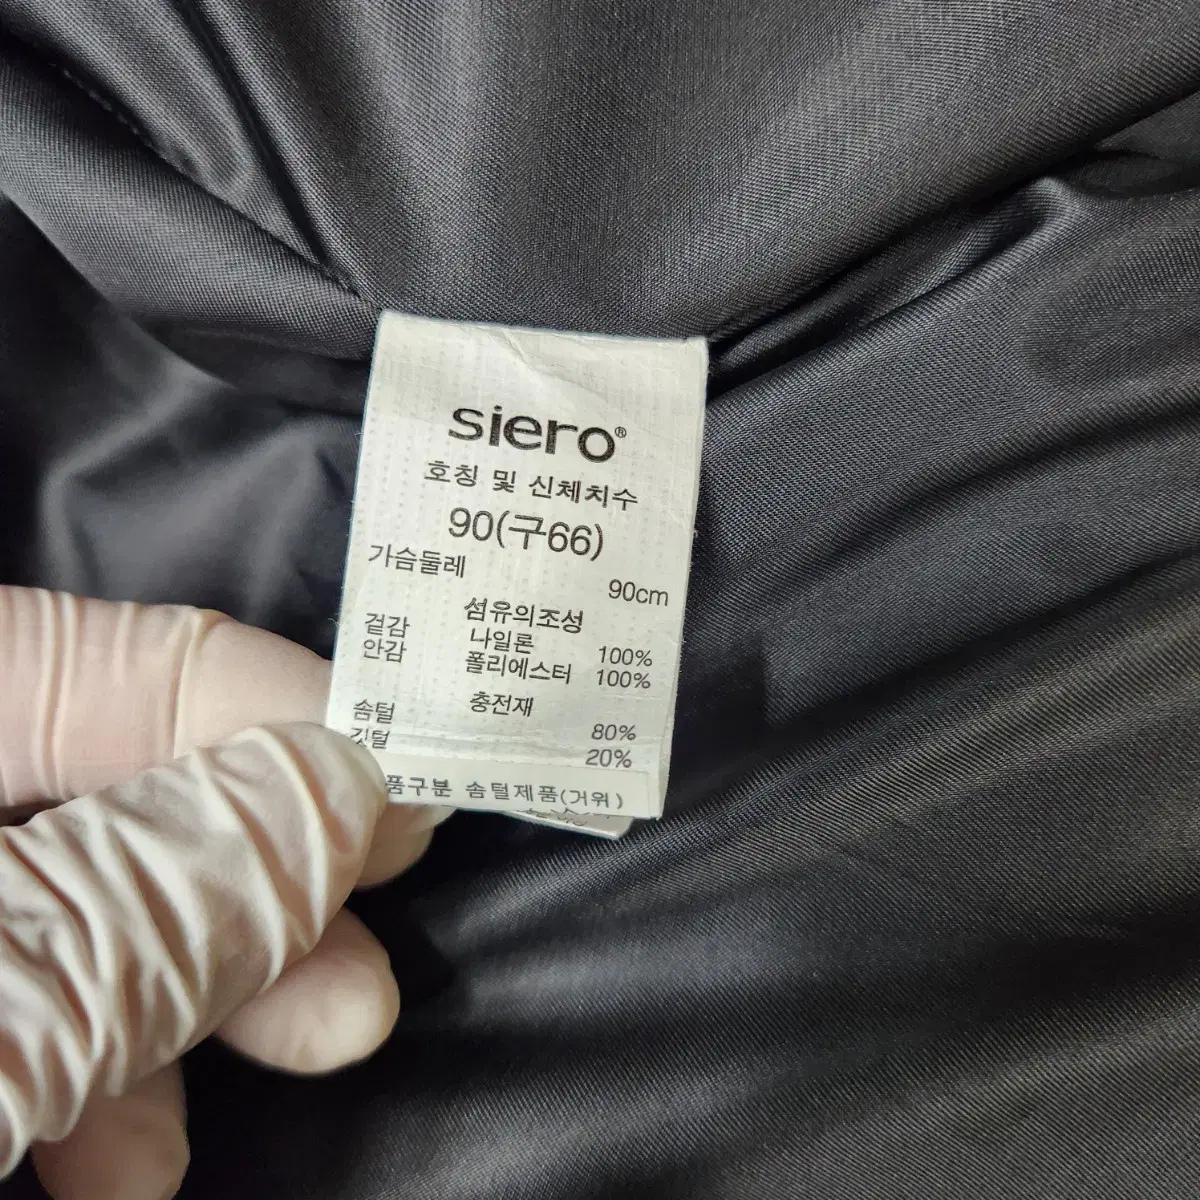 siero®
호칭 및 신체치수
90(구66)
가슴둘레 90cm
섬유의조성
겉감 나일론 100%
안감 폴리에스터 100%
충전재
솜털 80%
깃털 20%
품구분 솜털제품(거위)